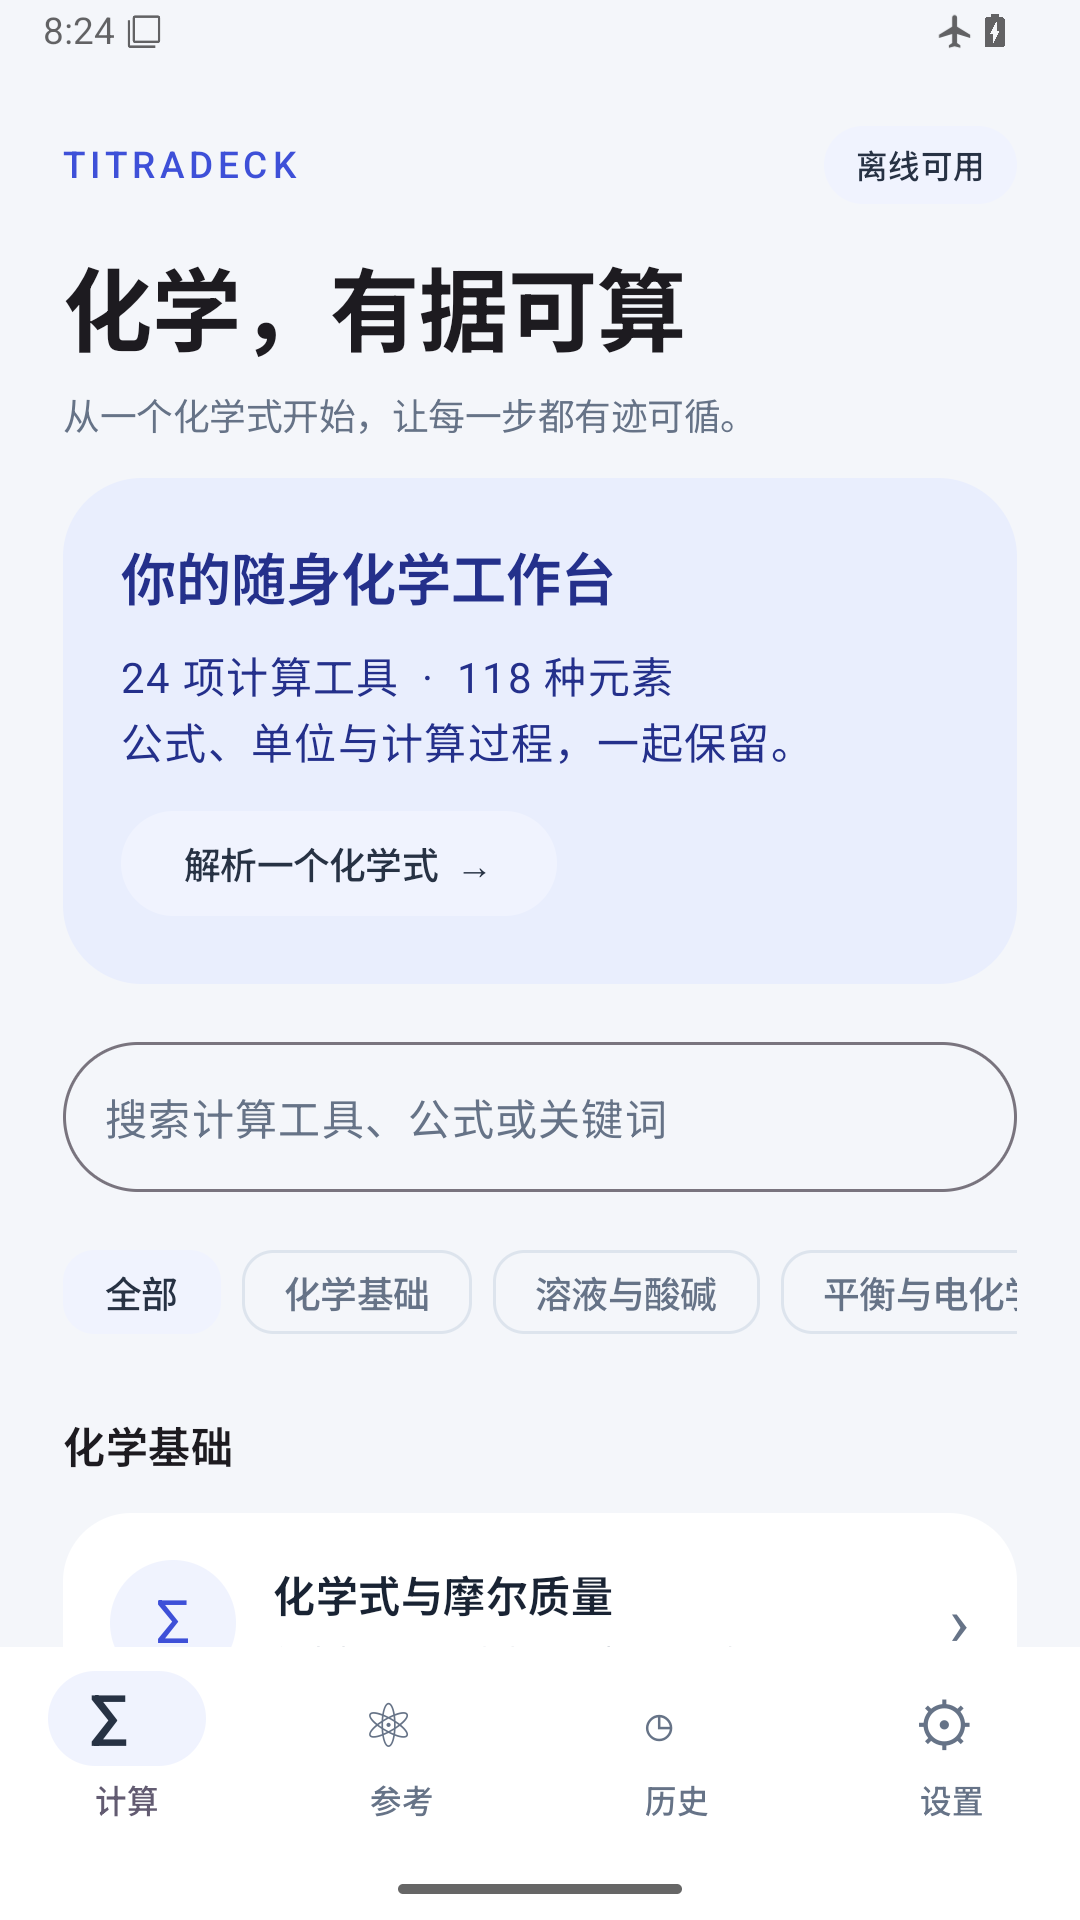 8:24
TITRADECK
离线可用
化学，有据可算
从一个化学式开始，让每一步都有迹可循。
你的随身化学工作台
24 项计算工具 · 118 种元素
公式、单位与计算过程，一起保留。
解析一个化学式 →
搜索计算工具、公式或关键词
全部
化学基础
溶液与酸碱
平衡与电化学
化学基础
Σ
化学式与摩尔质量
›
Σ
计算
参考
历史
设置